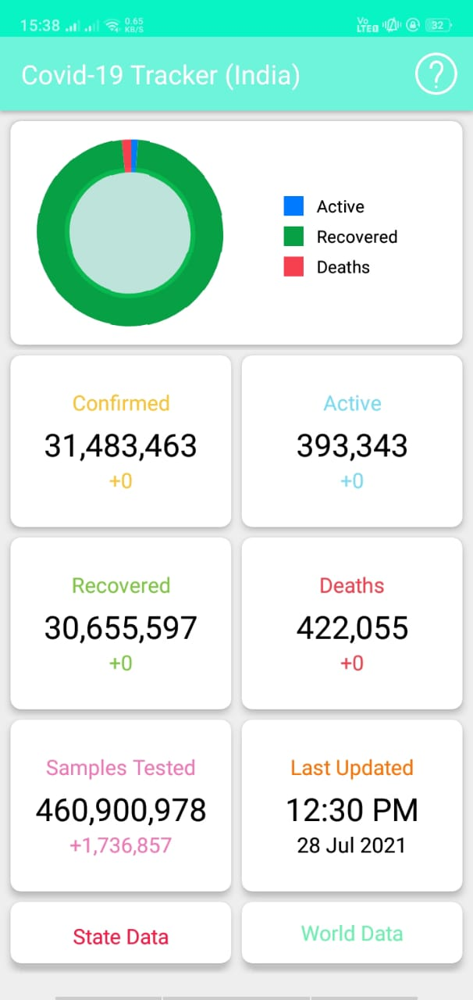 15:38 0.65 KB/S Vo LTE 32
Covid-19 Tracker (India) ?
Active
Recovered
Deaths
Confirmed
31,483,463
+0
Active
393,343
+0
Recovered
30,655,597
+0
Deaths
422,055
+0
Samples Tested
460,900,978
+1,736,857
Last Updated
12:30 PM
28 Jul 2021
State Data
World Data